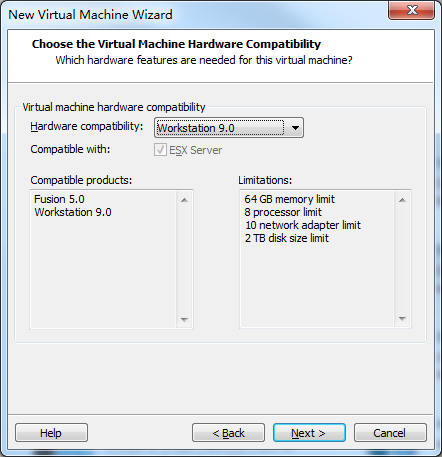 New Virtual Machine Wizard
Choose the Virtual Machine Hardware Compatibility
Which hardware features are needed for this virtual machine?
Virtual machine hardware compatibility
Hardware compatibility: Workstation 9.0
Compatible with: ESX Server
Compatible products: Limitations:
Fusion 5.0 64 GB memory limit
Workstation 9.0 8 processor limit
10 network adapter limit
2 TB disk size limit
Help < Back Next > Cancel